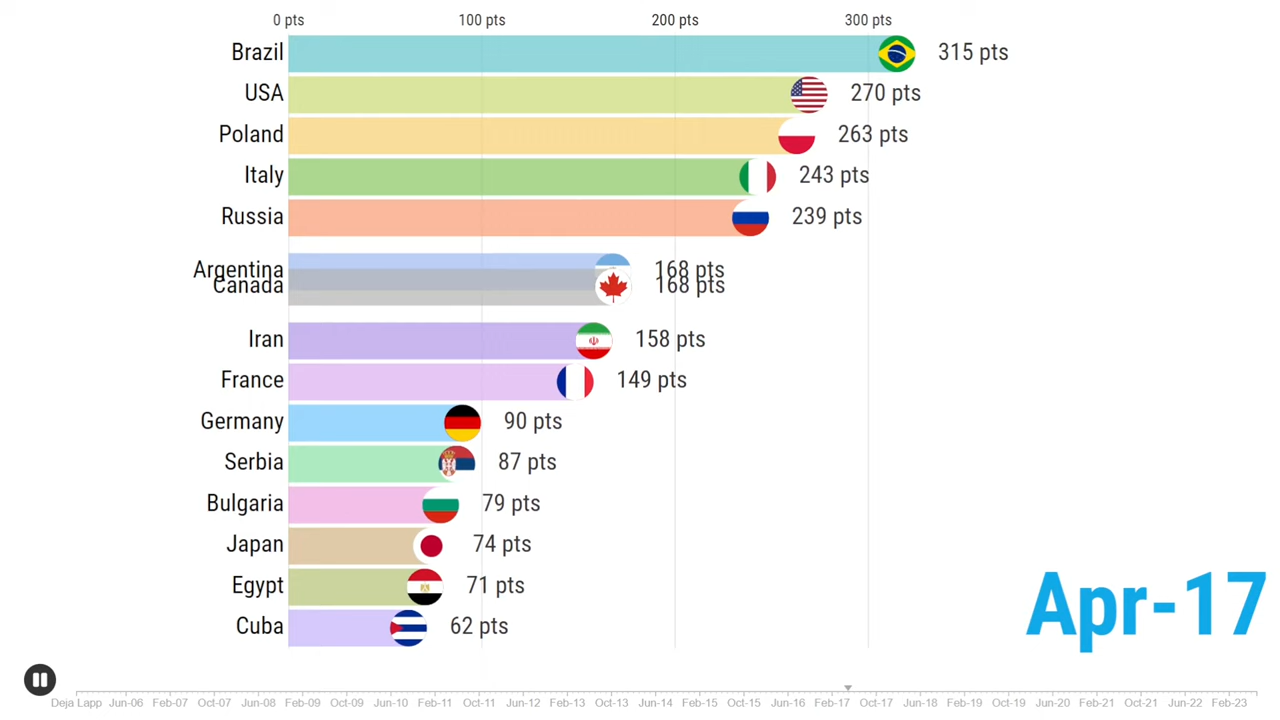 0 pts 100 pts 200 pts 300 pts
Brazil 315 pts
USA 270 pts
Poland 263 pts
Italy 243 pts
Russia 239 pts
Argentina 168 pts
Canada 168 pts
Iran 158 pts
France 149 pts
Germany 90 pts
Serbia 87 pts
Bulgaria 79 pts
Japan 74 pts
Egypt 71 pts
Cuba 62 pts
Apr-17
Deja Lapp Jun-06 Feb-07 Oct-07 Jun-08 Feb-09 Oct-09 Jun-10 Feb-11 Oct-11 Jun-12 Feb-13 Oct-13 Jun-14 Feb-15 Oct-15 Jun-16 Feb-17 Oct-17 Jun-18 Feb-19 Oct-19 Jun-20 Feb-21 Oct-21 Jun-22 Feb-23